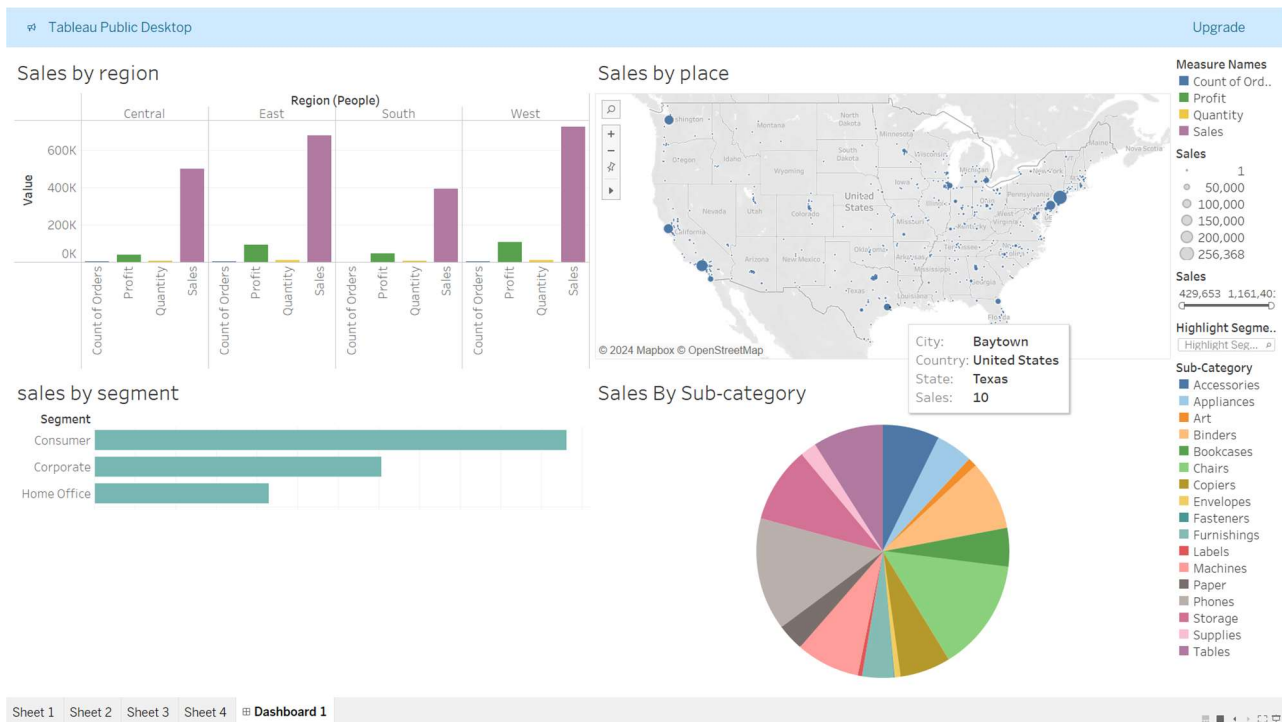 Tableau Public Desktop
Upgrade
Sales by region
Region (People)
Central
East
South
West
Value
600K
400K
200K
0K
Count of Orders
Profit
Quantity
Sales
Count of Orders
Profit
Quantity
Sales
Count of Orders
Profit
Quantity
Sales
Count of Orders
Profit
Quantity
Sales
Sales by place
Montana
North
Dakota
Minnesota
Oregon
Idaho
Wyoming
South
Dakota
Wisconsin
Michigan
Maine
Nova Scotia
Nevada
Utah
Colorado
United
States
Iowa
Pennsylvania
California
Missouri
West
Virginia
Kentucky
Arizona
New Mexico
Arkansas
Tennessee
Mississippi
Georgia
Texas
Louisiana
Florida
© 2024 Mapbox © OpenStreetMap
City: Baytown
Country: United States
State: Texas
Sales: 10
Measure Names
Count of Ord..
Profit
Quantity
Sales
Sales
1
50,000
100,000
150,000
200,000
256,368
Sales
429,653
Highlight Segme..
Highlight Seg...
Sub-Category
Accessories
Appliances
Art
Binders
Bookcases
Chairs
Copiers
Envelopes
Fasteners
Furnishings
Labels
Machines
Paper
Phones
Storage
Supplies
Tables
sales by segment
Segment
Consumer
Corporate
Home Office
Sales By Sub-category
Sheet 1
Sheet 2
Sheet 3
Sheet 4
Dashboard 1